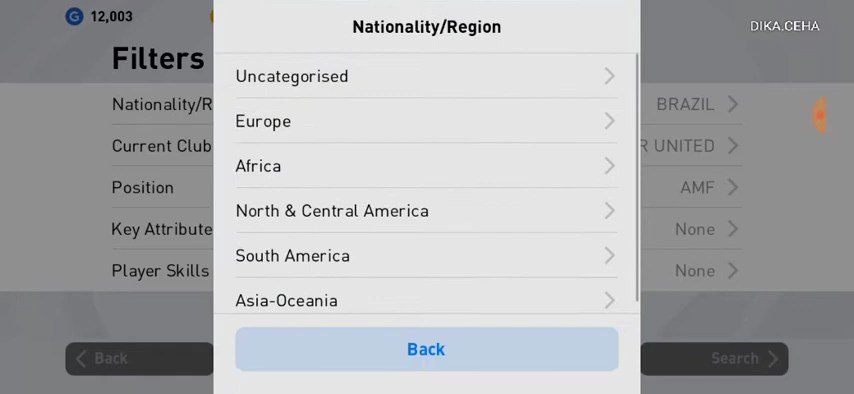 G 12,003
DIKA.CEHA
Nationality/Region
Filters
Uncategorised
Europe
Africa
North & Central America
South America
Asia-Oceania
Back
Nationality/R
BRAZIL
Current Club
R UNITED
Position
AMF
Key Attribute
None
Player Skills
None
Back
Search